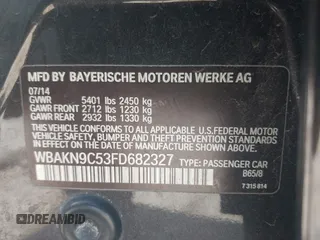 MFD BY BAYERISCHE MOTOREN WERKE AG
07/14
GVWR 5401 lbs 2450 kg
GAWR FRONT 2712 lbs 1230 kg
GAWR REAR 2932 lbs 1330 kg
THIS VEHICLE CONFORMS TO ALL APPLICABLE U.S.
FEDERAL MOTOR VEHICLE SAFETY, BUMPER, AND
THEFT PREVENTION STANDARDS IN EFFECT ON THE
DATE OF MANUFACTURE SHOWN ABOVE.
WBAKN9C53FD682327 TYPE: PASSENGER CAR
B65/8
7 315 814
AutoBidMaster